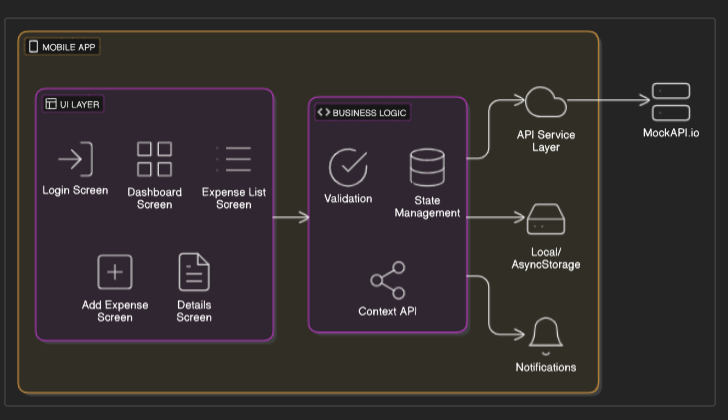 MOBILE APP
UI LAYER
Login Screen
Dashboard
Screen
Expense List
Screen
Add Expense
Screen
Details
Screen
BUSINESS LOGIC
Validation
State
Management
Context API
API Service
Layer
Local/
AsyncStorage
Notifications
MockAPI.io